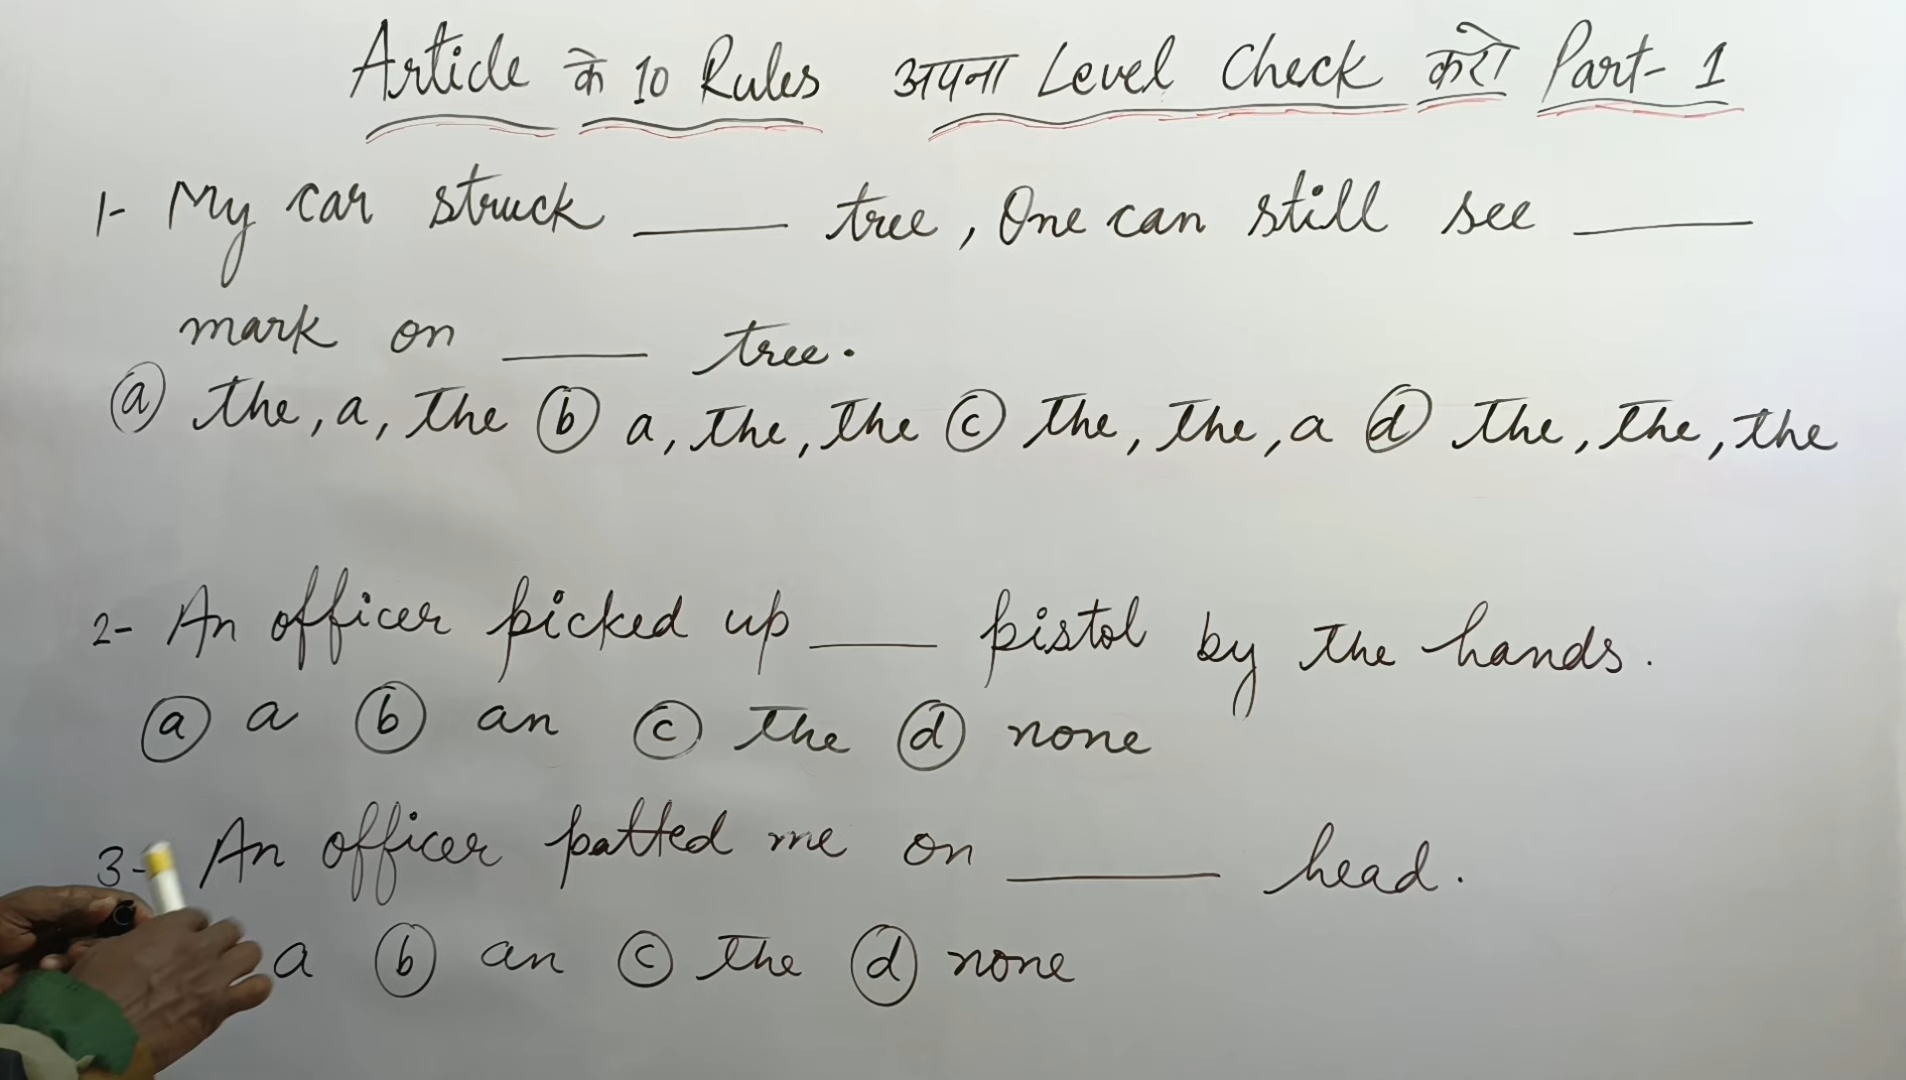 Article के 10 Rules अपना Level Check करो Part- 1
1- My car struck ____ tree, One can still see ____
mark on ____ tree.
ⓐ the, a, the ⓑ a, the, the ⓒ the, the, a ⓓ the, the, the
2- An officer picked up ____ pistol by the hands.
ⓐ a ⓑ an ⓒ the ⓓ none
3- An officer patted me on ____ head.
a ⓑ an ⓒ the ⓓ none